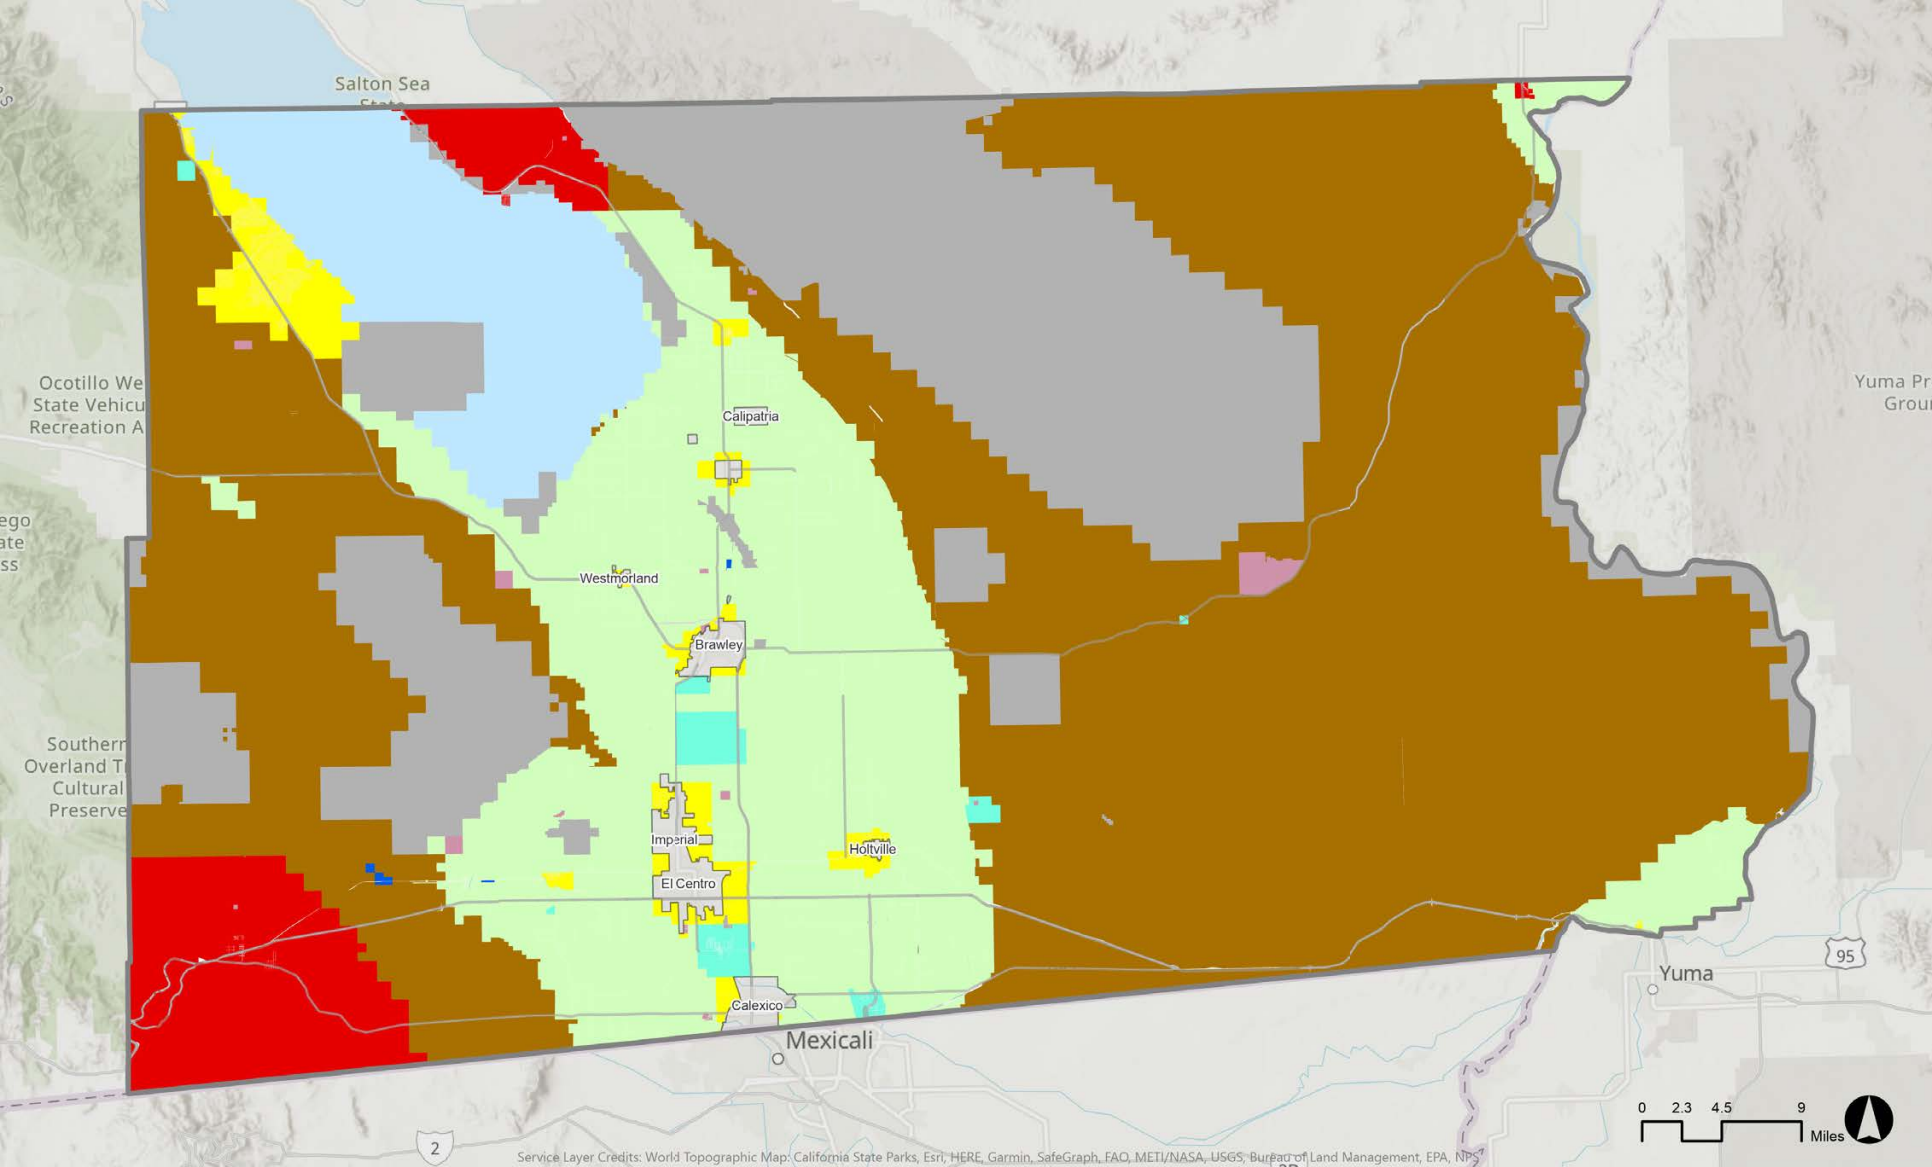 Salton Sea
State
Ocotillo We
State Vehicu
Recreation A
Yuma Pr
Grou
Calipatria
ego
ate
ss
Westmorland
Brawley
Southern
Overland T
Cultural
Preserve
Imperial
Holtville
El Centro
95
Yuma
Calexico
Mexicali
0 2.3 4.5 9
Miles
2
Service Layer Credits: World Topographic Map: California State Parks, Esri, HERE, Garmin, SafeGraph, FAO, METI/NASA, USGS, Bureau of Land Management, EPA, NPS